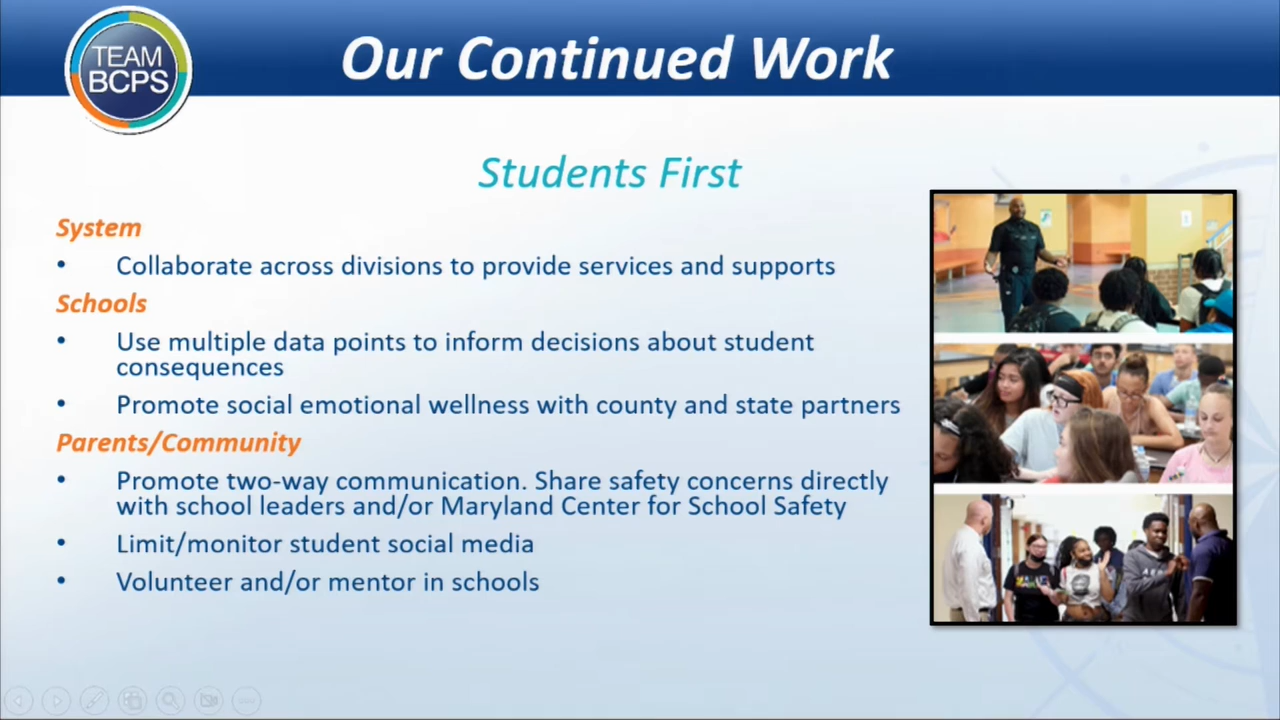 TEAM
BCPS
Our Continued Work
Students First
System
• Collaborate across divisions to provide services and supports
Schools
• Use multiple data points to inform decisions about student
consequences
• Promote social emotional wellness with county and state partners
Parents/Community
• Promote two-way communication. Share safety concerns directly
with school leaders and/or Maryland Center for School Safety
• Limit/monitor student social media
• Volunteer and/or mentor in schools